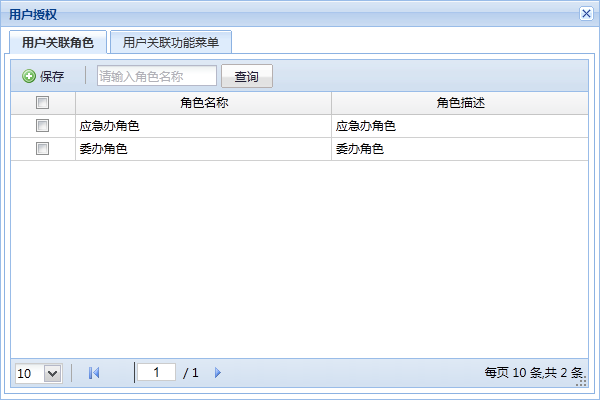 用户授权
用户关联角色 用户关联功能菜单
保存 请输入角色名称 查询
角色名称 角色描述
应急办角色 应急办角色
委办角色 委办角色
10 1 / 1 每页 10 条,共 2 条